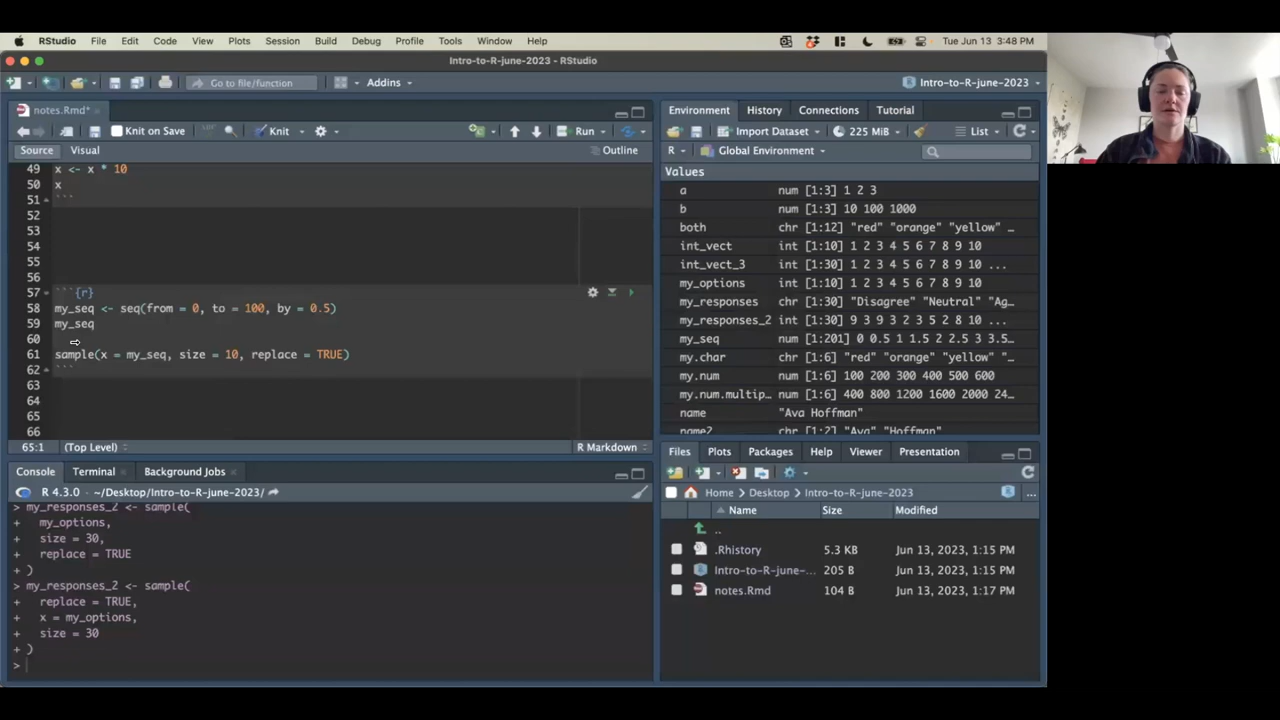 RStudio File Edit Code View Plots Session Build Debug Profile Tools Window Help Tue Jun 13 3:48 PM
Intro-to-R-june-2023 - RStudio
Go to file/function Addins Intro-to-R-june-2023
notes.Rmd*
Knit on Save Knit Run
Source Visual Outline
49 x <- x * 10
50 x
51 ```
52
53
54
55
56
57 ```{r}
58 my_seq <- seq(from = 0, to = 100, by = 0.5)
59 my_seq
60
61 sample(x = my_seq, size = 10, replace = TRUE)
62 ```
63
64
65
66
65:1 (Top Level) R Markdown
Console Terminal Background Jobs
R 4.3.0 · ~/Desktop/Intro-to-R-june-2023/
> my_responses_2 <- sample(
+ my_options,
+ size = 30,
+ replace = TRUE
+ )
> my_responses_2 <- sample(
+ replace = TRUE,
+ x = my_options,
+ size = 30
+ )
>
Environment History Connections Tutorial
Import Dataset 225 MiB List
R Global Environment
Values
a num [1:3] 1 2 3
b num [1:3] 10 100 1000
both chr [1:12] "red" "orange" "yellow" …
int_vect int [1:10] 1 2 3 4 5 6 7 8 9 10
int_vect_3 int [1:30] 1 2 3 4 5 6 7 8 9 10 ...
my_options int [1:10] 1 2 3 4 5 6 7 8 9 10
my_responses chr [1:30] "Disagree" "Neutral" "Ag…
my_responses_2 int [1:30] 9 3 9 3 2 3 5 2 8 10 …
my_seq num [1:201] 0 0.5 1 1.5 2 2.5 3 3.5…
my.char chr [1:6] "red" "orange" "yellow" …
my.num num [1:6] 100 200 300 400 500 600
my.num.multip… num [1:6] 400 800 1200 1600 2000 24…
name "Ava Hoffman"
name2 chr [1:2] "Ava" "Hoffman"
Files Plots Packages Help Viewer Presentation
Home Desktop Intro-to-R-june-2023 ...
Name Size Modified
..
.Rhistory 5.3 KB Jun 13, 2023, 1:15 PM
Intro-to-R-june-... 205 B Jun 13, 2023, 1:15 PM
notes.Rmd 104 B Jun 13, 2023, 1:17 PM